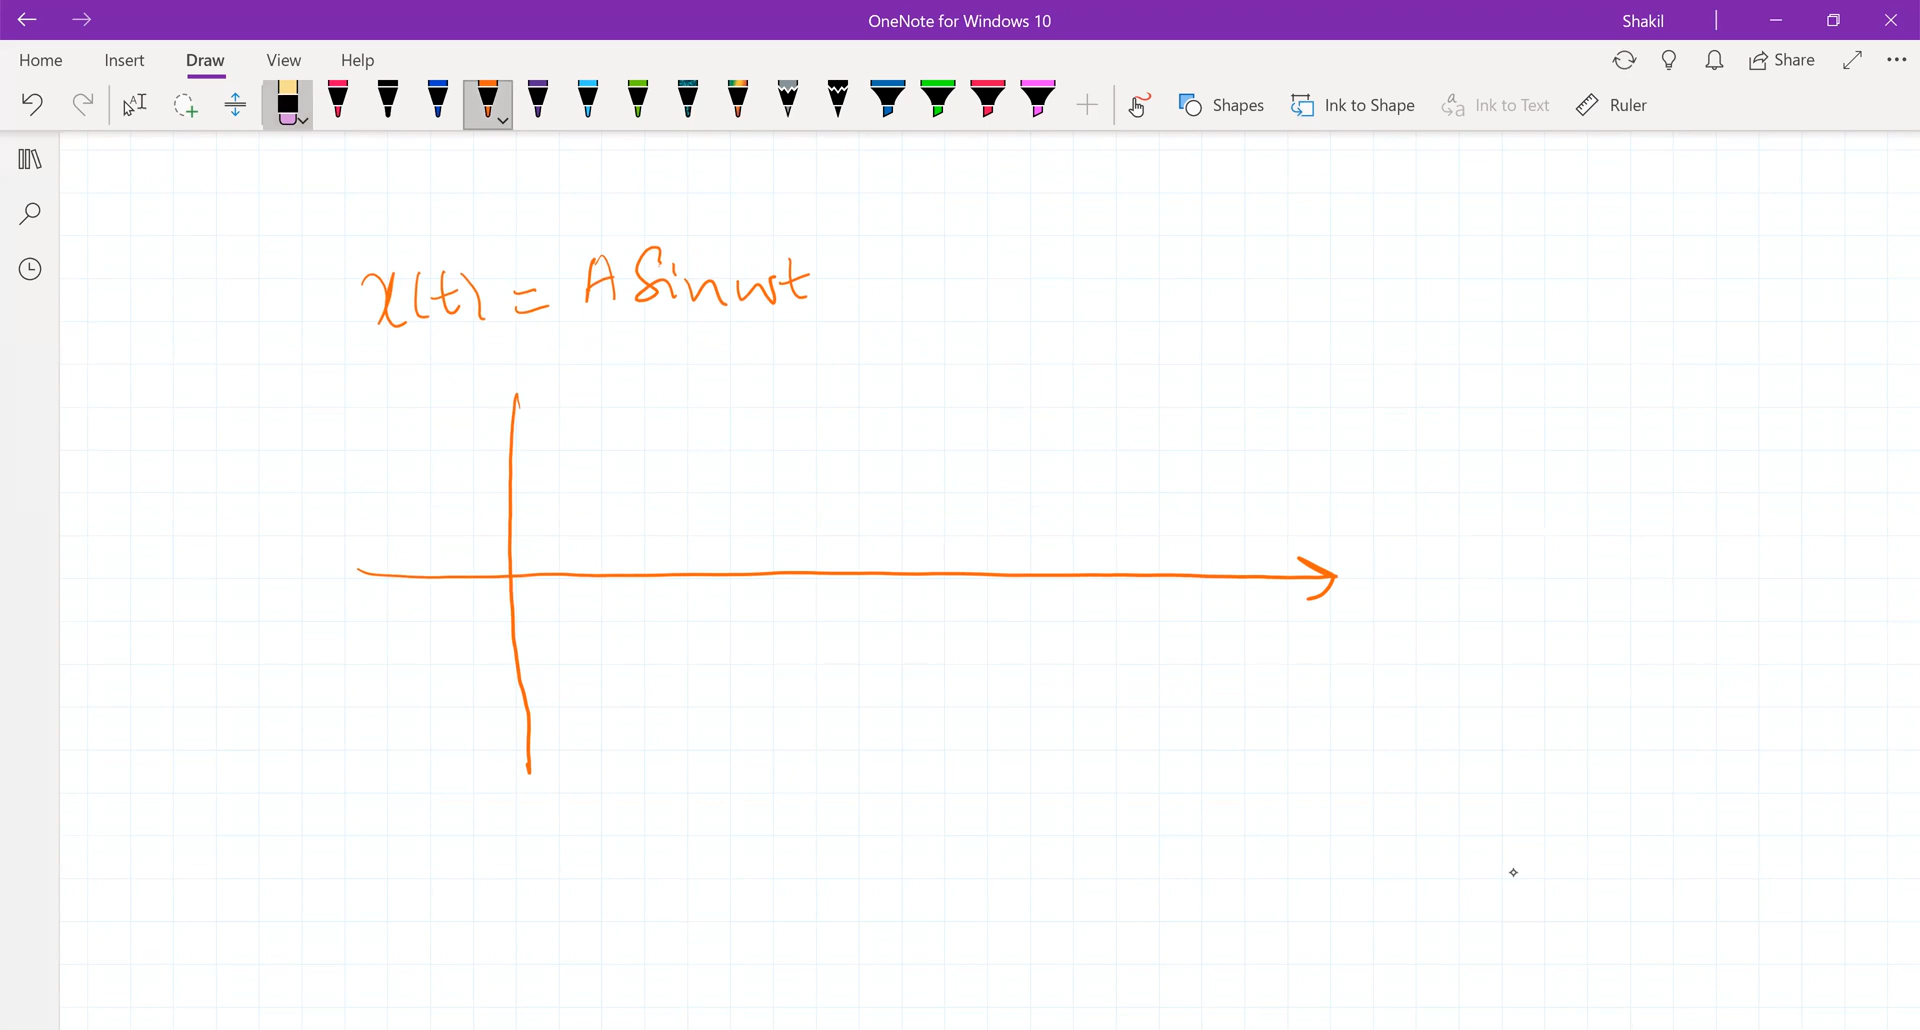 OneNote for Windows 10 Shakil
Home Insert Draw View Help Share
Shapes Ink to Shape Ink to Text Ruler
x(t) = A Sin wt